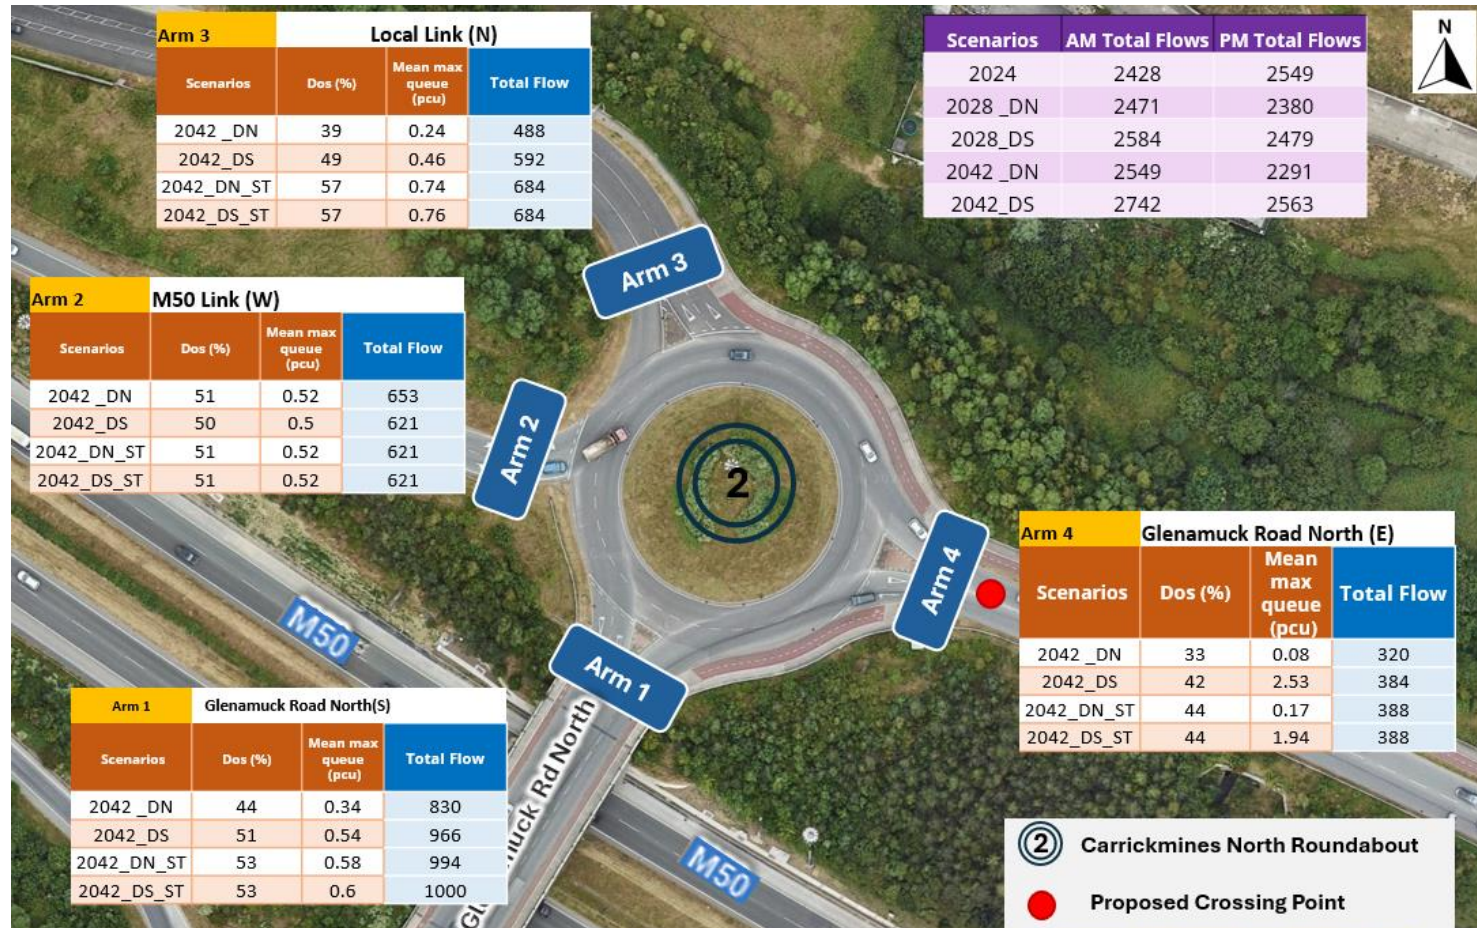 Arm 3 Local Link (N)
Scenarios Dos (%) Mean max queue (pcu) Total Flow
2042 _DN 39 0.24 488
2042_DS 49 0.46 592
2042_DN_ST 57 0.74 684
2042_DS_ST 57 0.76 684
Scenarios AM Total Flows PM Total Flows
2024 2428 2549
2028 _DN 2471 2380
2028_DS 2584 2479
2042 _DN 2549 2291
2042_DS 2742 2563
N
Arm 3
Arm 2 M50 Link (W)
Scenarios Dos (%) Mean max queue (pcu) Total Flow
2042 _DN 51 0.52 653
2042_DS 50 0.5 621
2042_DN_ST 51 0.52 621
2042_DS_ST 51 0.52 621
Arm 2
2
Arm 4
Arm 4 Glenamuck Road North (E)
Scenarios Dos (%) Mean max queue (pcu) Total Flow
2042 _DN 33 0.08 320
2042_DS 42 2.53 384
2042_DN_ST 44 0.17 388
2042_DS_ST 44 1.94 388
M50
Arm 1
Arm 1 Glenamuck Road North(S)
Scenarios Dos (%) Mean max queue (pcu) Total Flow
2042 _DN 44 0.34 830
2042_DS 51 0.54 966
2042_DN_ST 53 0.58 994
2042_DS_ST 53 0.6 1000
Rd North
M50
2 Carrickmines North Roundabout
Proposed Crossing Point